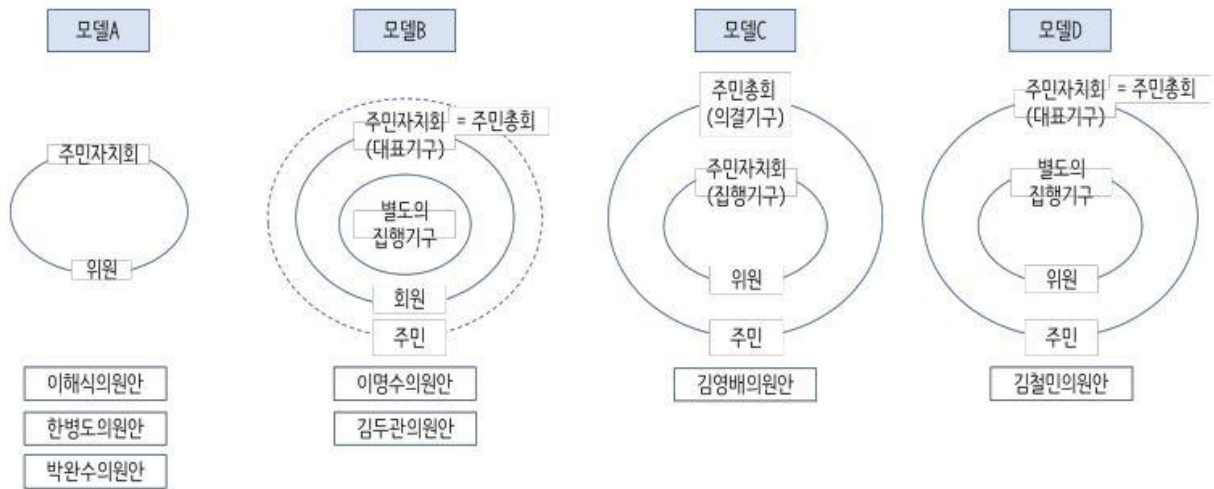 모델A
주민자치회
위원
이해식의원안
한병도의원안
박완수의원안
모델B
주민자치회 = 주민총회
(대표기구)
별도의
집행기구
회원
주민
이명수의원안
김두관의원안
모델C
주민총회
(의결기구)
주민자치회
(집행기구)
위원
주민
김영배의원안
모델D
주민자치회 = 주민총회
(대표기구)
별도의
집행기구
위원
주민
김철민의원안